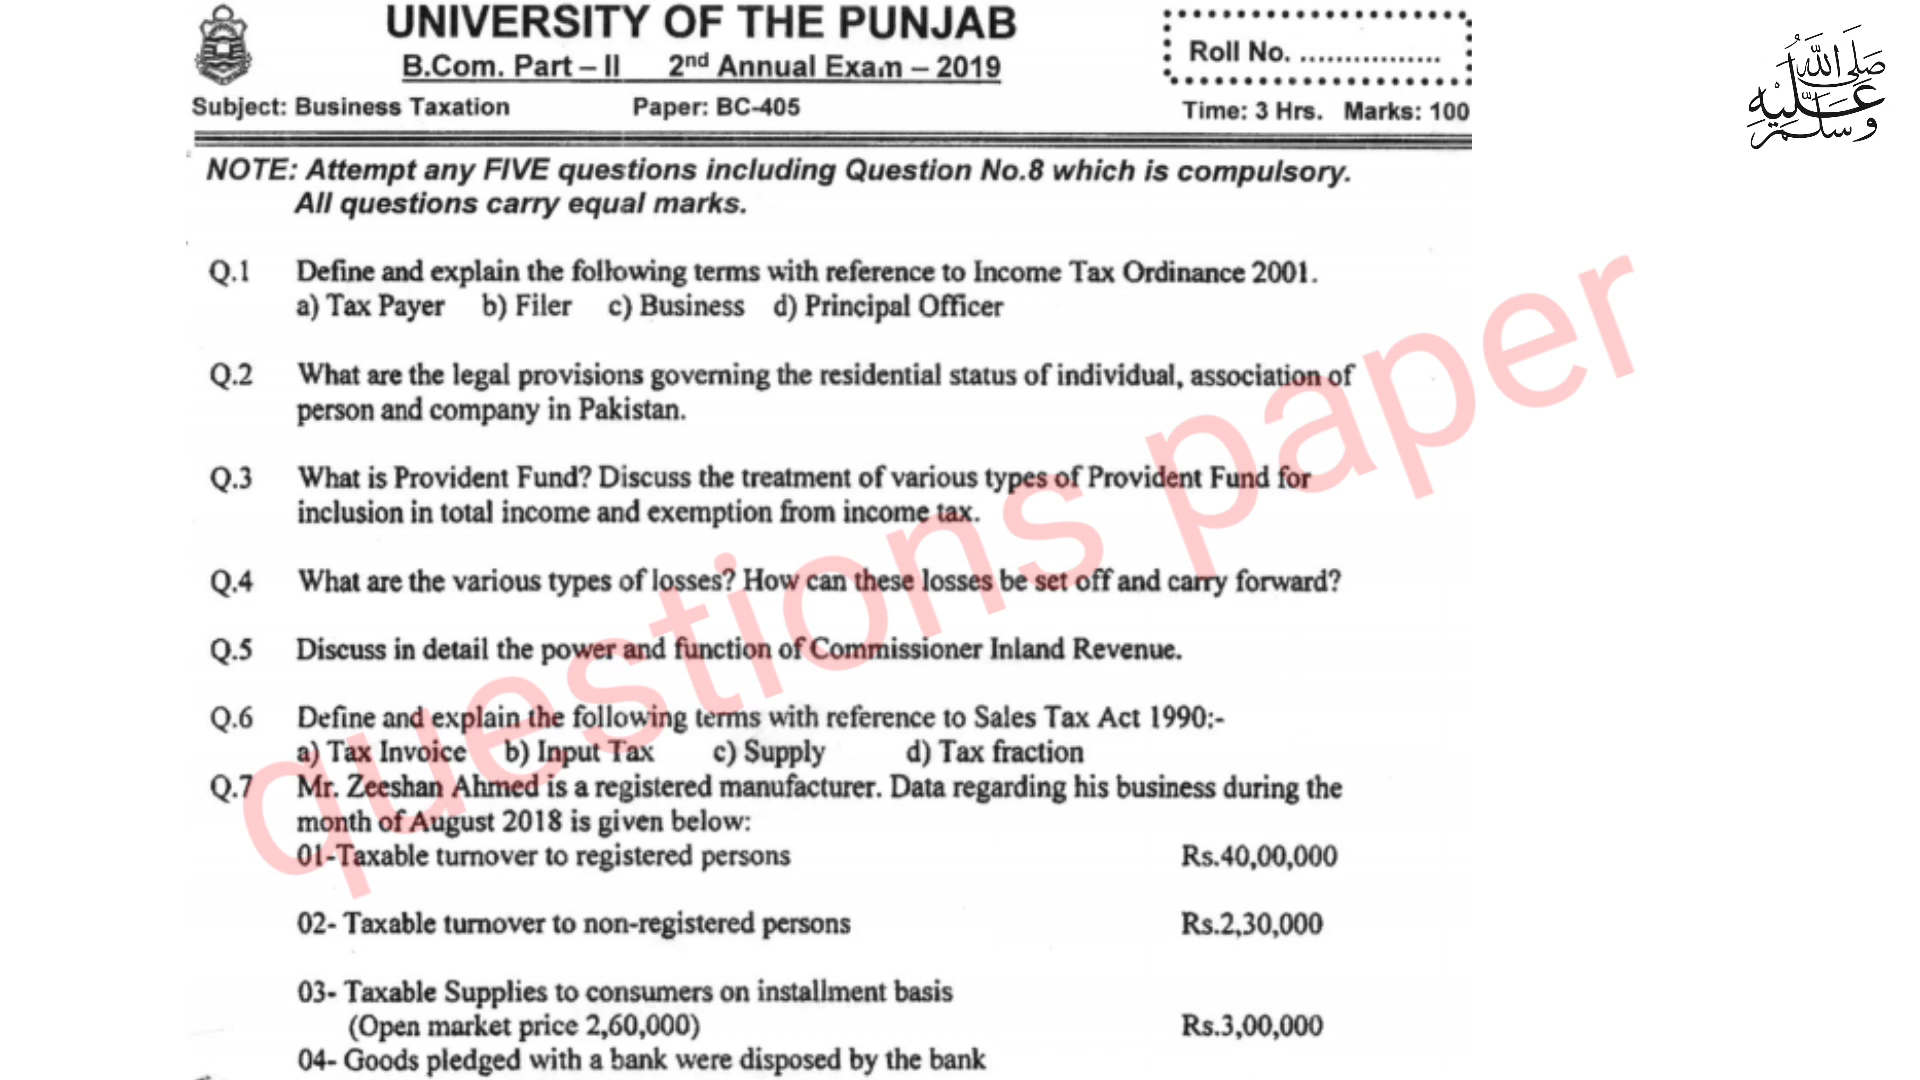 UNIVERSITY OF THE PUNJAB
B.Com. Part – II 2nd Annual Exam – 2019
Roll No. ................
Subject: Business Taxation Paper: BC-405 Time: 3 Hrs. Marks: 100
صلى الله عليه وسلم
NOTE: Attempt any FIVE questions including Question No.8 which is compulsory.
All questions carry equal marks.
Q.1 Define and explain the following terms with reference to Income Tax Ordinance 2001.
a) Tax Payer b) Filer c) Business d) Principal Officer
Q.2 What are the legal provisions governing the residential status of individual, association of
person and company in Pakistan.
Q.3 What is Provident Fund? Discuss the treatment of various types of Provident Fund for
inclusion in total income and exemption from income tax.
Q.4 What are the various types of losses? How can these losses be set off and carry forward?
Q.5 Discuss in detail the power and function of Commissioner Inland Revenue.
Q.6 Define and explain the following terms with reference to Sales Tax Act 1990:-
a) Tax Invoice b) Input Tax c) Supply d) Tax fraction
Q.7 Mr. Zeeshan Ahmed is a registered manufacturer. Data regarding his business during the
month of August 2018 is given below:
01-Taxable turnover to registered persons Rs.40,00,000
02- Taxable turnover to non-registered persons Rs.2,30,000
03- Taxable Supplies to consumers on installment basis
(Open market price 2,60,000) Rs.3,00,000
04- Goods pledged with a bank were disposed by the bank
questions paper